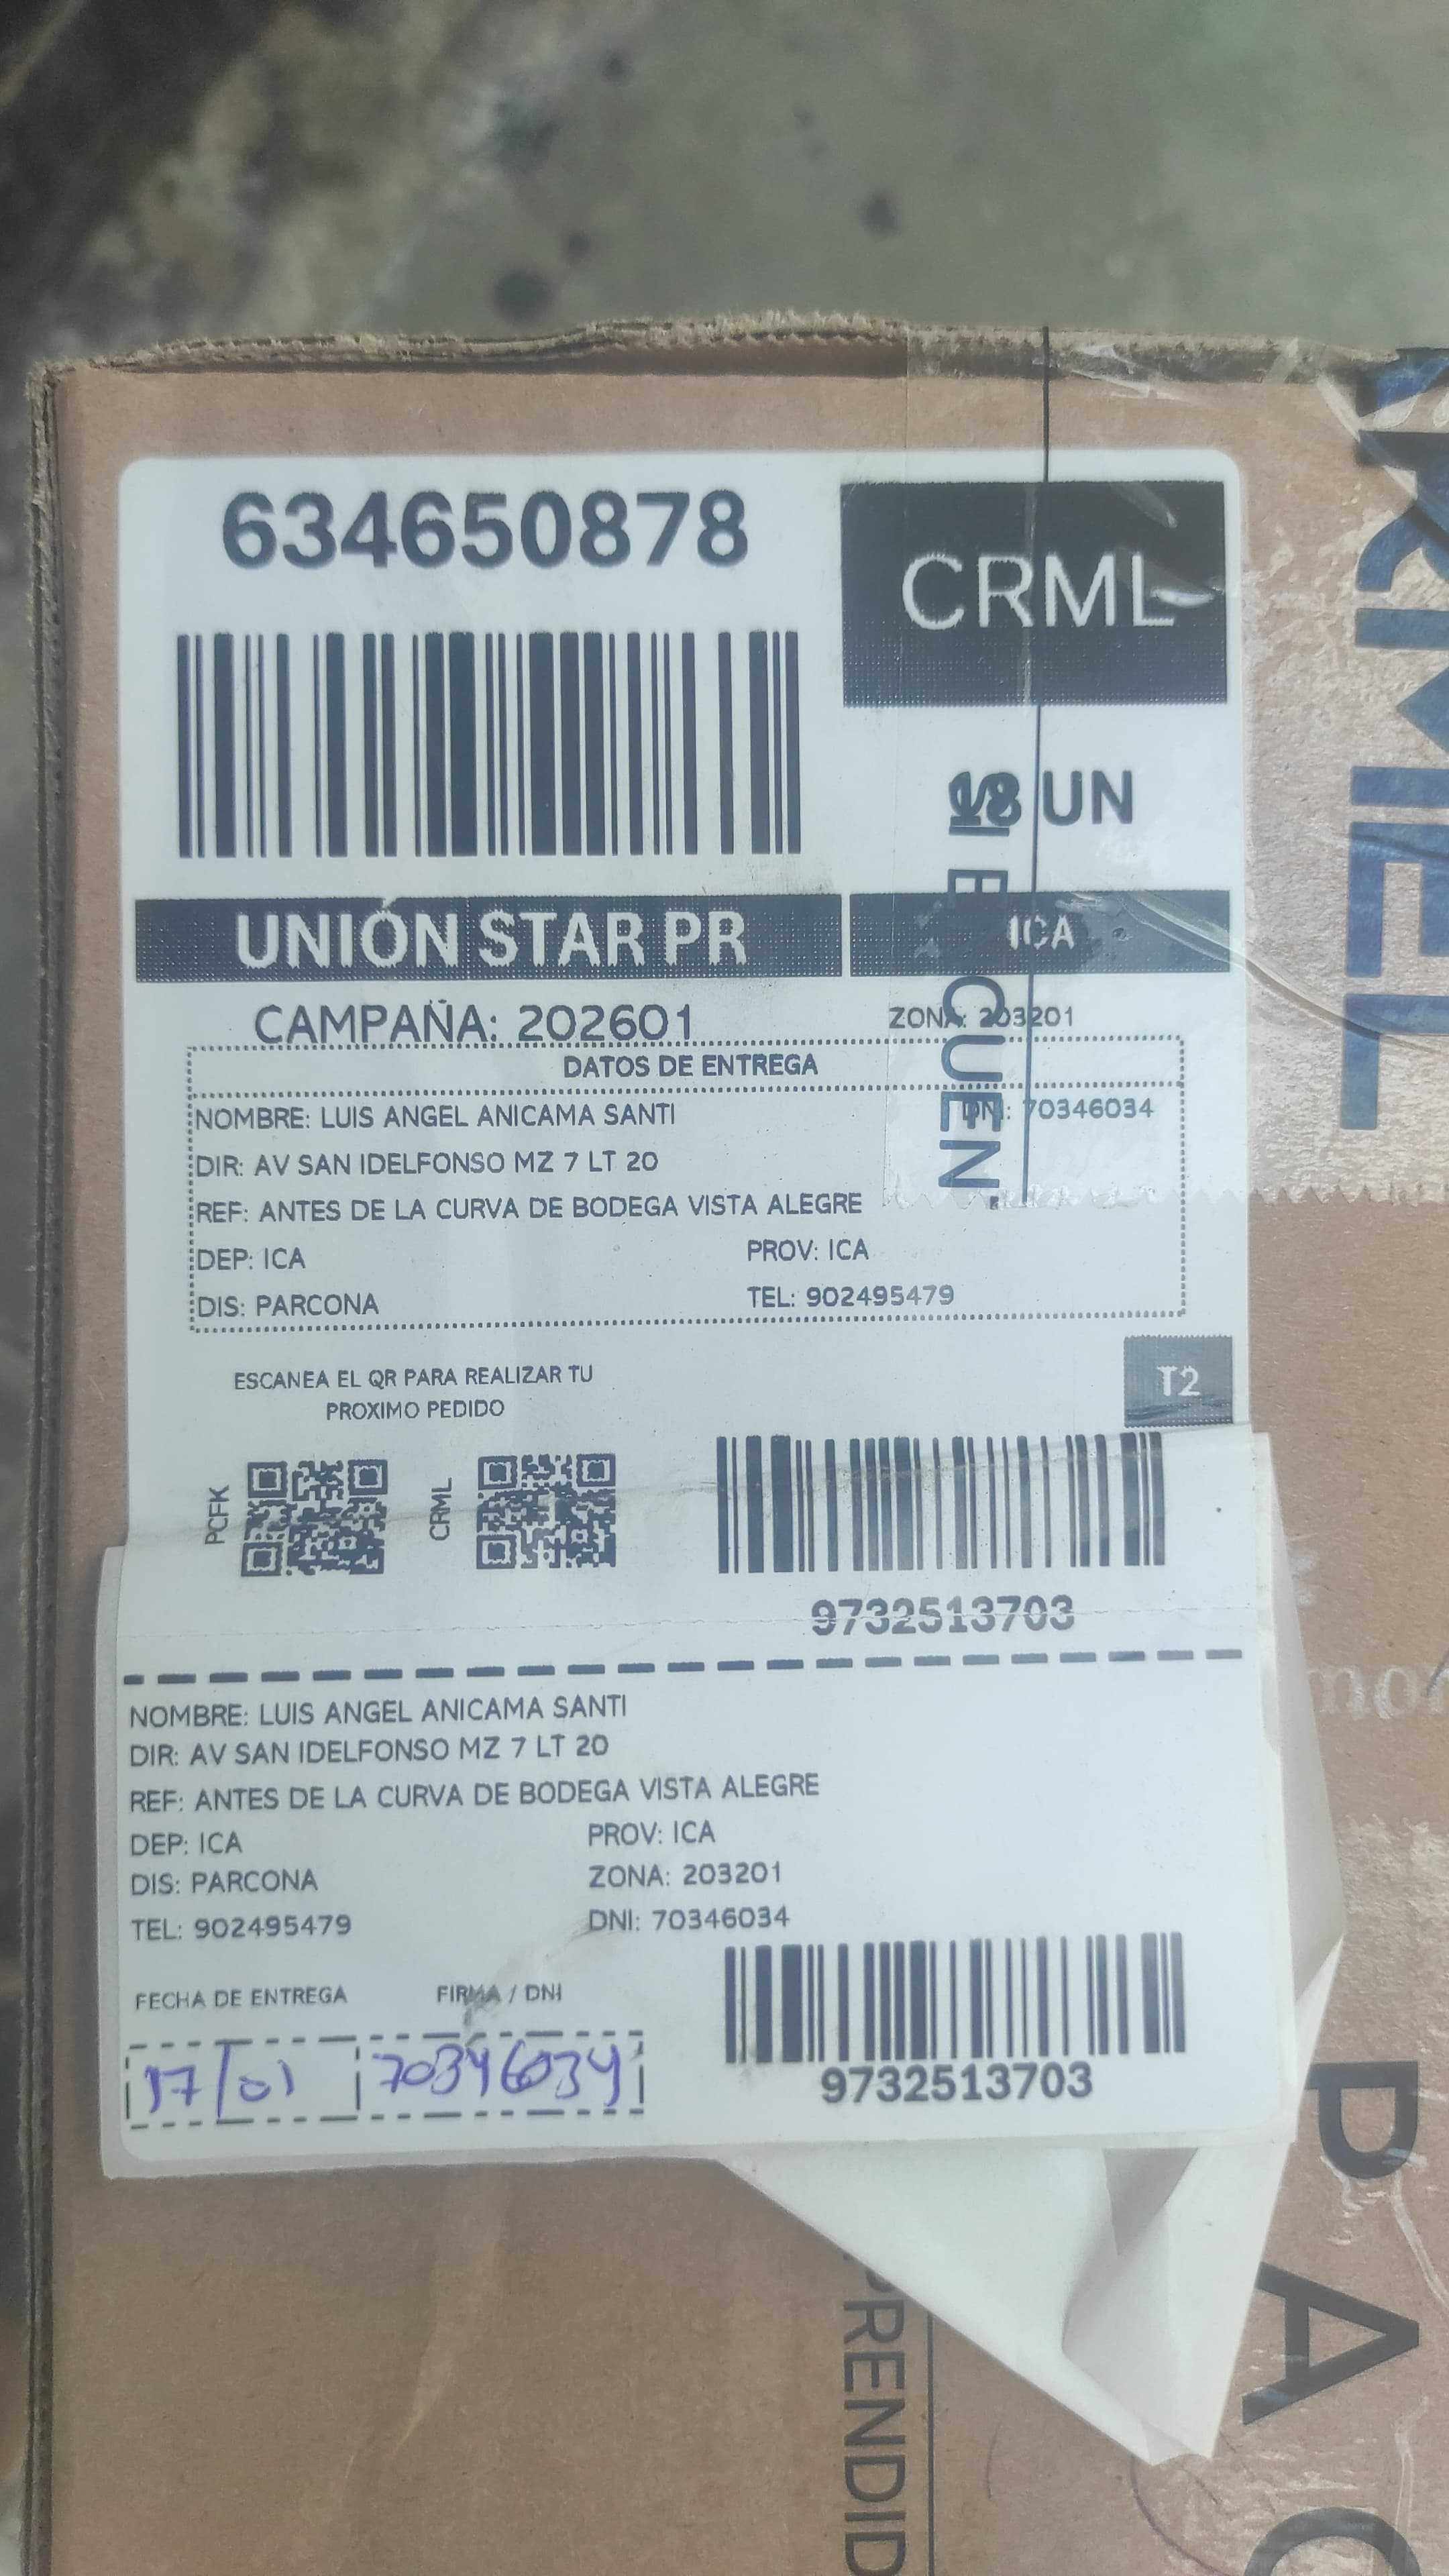 634650878
CRML
18 UN
UNIÓN STAR PR
ICA
CAMPAÑA: 202601
ZONA: 203201
DATOS DE ENTREGA
NOMBRE: LUIS ANGEL ANICAMA SANTI
DNI: 70346034
DIR: AV SAN IDELFONSO MZ 7 LT 20
REF: ANTES DE LA CURVA DE BODEGA VISTA ALEGRE
DEP: ICA
PROV: ICA
DIS: PARCONA
TEL: 902495479
ESCANEA EL QR PARA REALIZAR TU
PROXIMO PEDIDO
T2
PCFK
CRML
9732513703
NOMBRE: LUIS ANGEL ANICAMA SANTI
DIR: AV SAN IDELFONSO MZ 7 LT 20
REF: ANTES DE LA CURVA DE BODEGA VISTA ALEGRE
DEP: ICA
PROV: ICA
DIS: PARCONA
ZONA: 203201
TEL: 902495479
DNI: 70346034
FECHA DE ENTREGA
FIRMA / DNI
17/01
70346034
9732513703
SI E
CUEN
RMEL
PRENDID
PAC